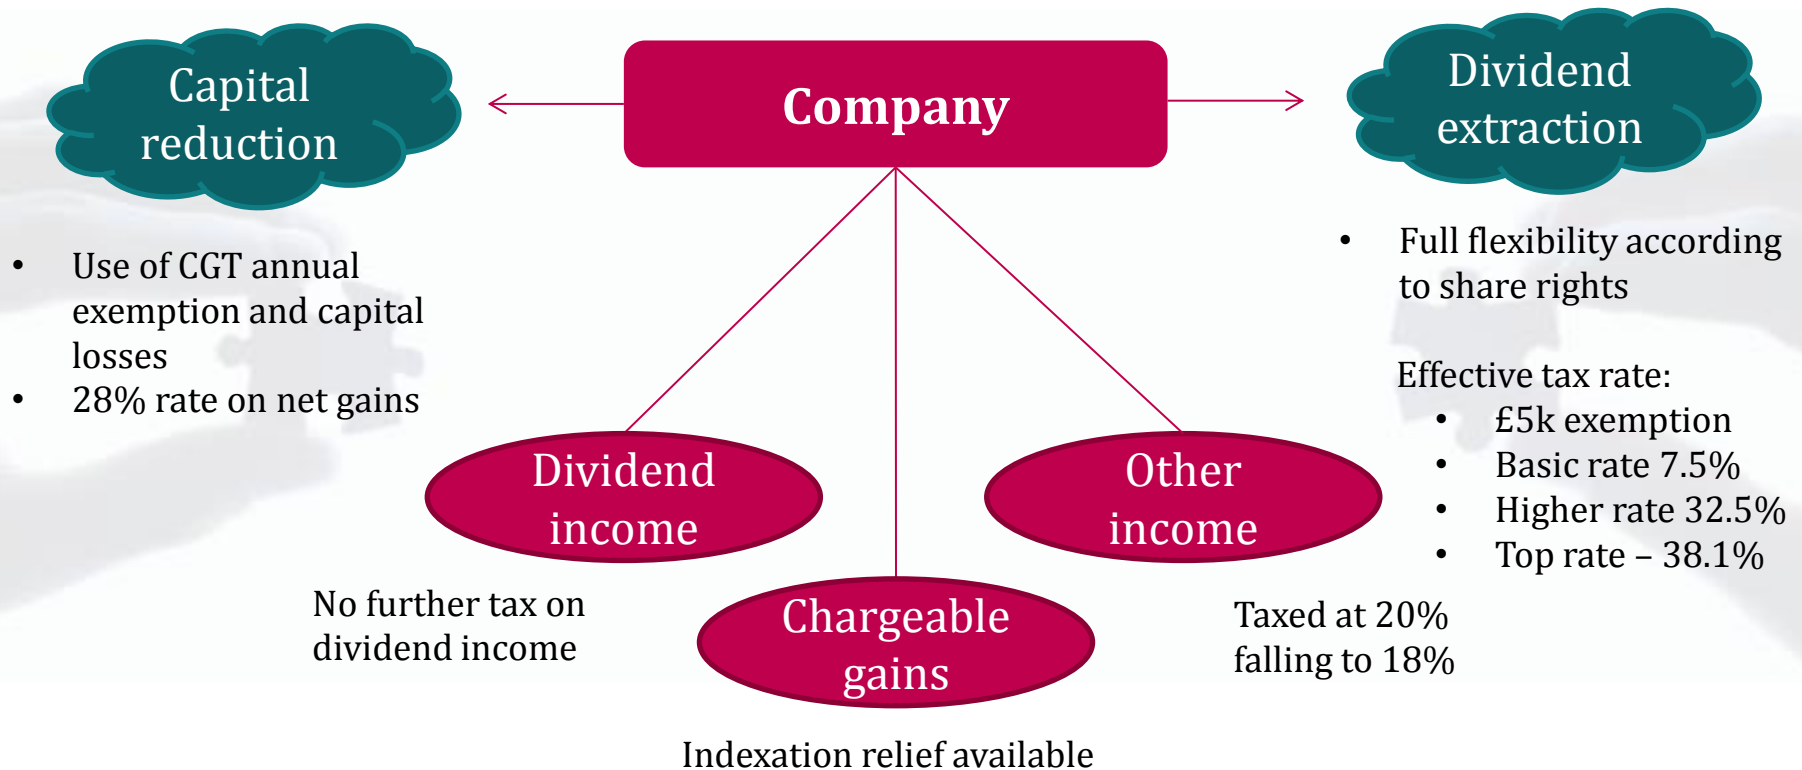 Capital
reduction
Company
Dividend
extraction
• Use of CGT annual
exemption and capital
losses
• 28% rate on net gains
• Full flexibility according
to share rights
Effective tax rate:
• £5k exemption
• Basic rate 7.5%
• Higher rate 32.5%
• Top rate – 38.1%
Dividend
income
No further tax on
dividend income
Chargeable
gains
Indexation relief available
Other
income
Taxed at 20%
falling to 18%